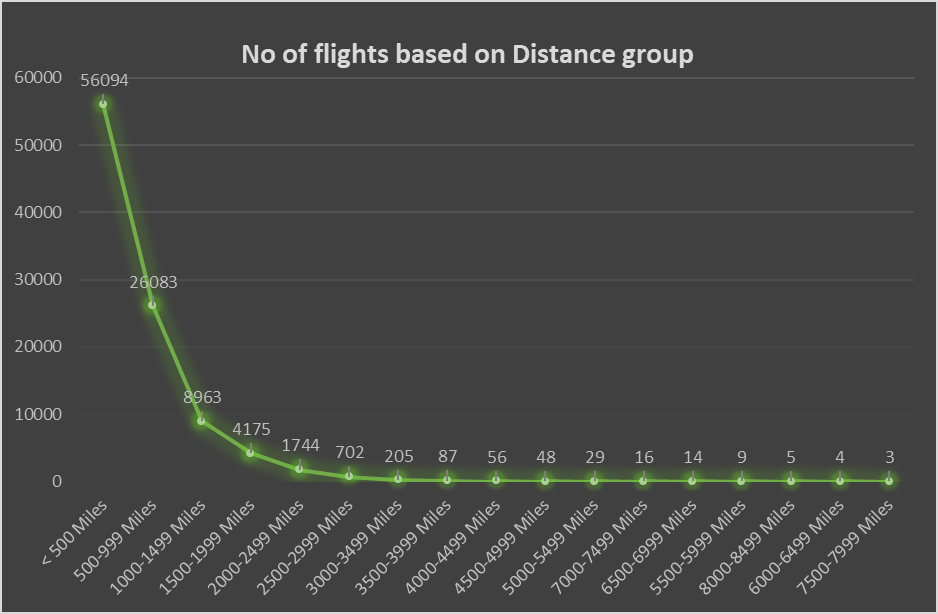 No of flights based on Distance group
60000
50000
40000
30000
20000
10000
0
56094
26083
8963
4175
1744
702
205
87
56
48
29
16
14
9
5
4
3
< 500 Miles
500-999 Miles
1000-1499 Miles
1500-1999 Miles
2000-2499 Miles
2500-2999 Miles
3000-3499 Miles
3500-3999 Miles
4000-4499 Miles
4500-4999 Miles
5000-5499 Miles
7000-7499 Miles
6500-6999 Miles
5500-5999 Miles
8000-8499 Miles
6000-6499 Miles
7500-7999 Miles